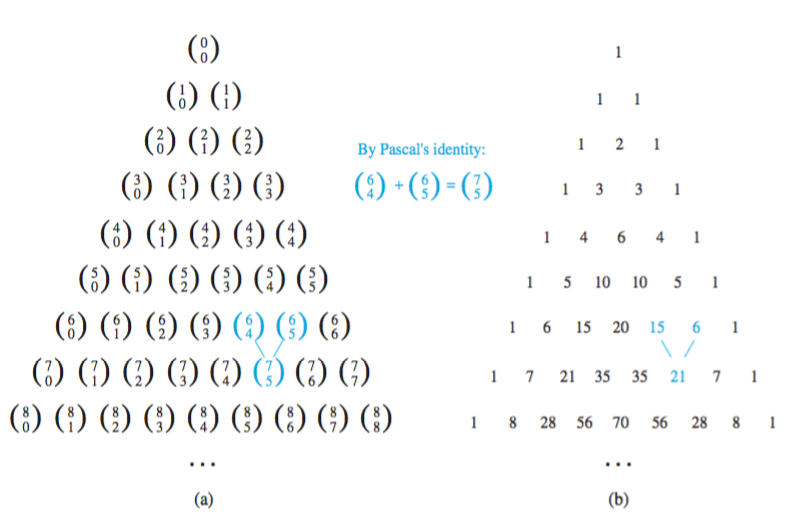 (0 0)
(1 0) (1 1)
(2 0) (2 1) (2 2)
(3 0) (3 1) (3 2) (3 3)
(4 0) (4 1) (4 2) (4 3) (4 4)
(5 0) (5 1) (5 2) (5 3) (5 4) (5 5)
(6 0) (6 1) (6 2) (6 3) (6 4) (6 5) (6 6)
(7 0) (7 1) (7 2) (7 3) (7 4) (7 5) (7 6) (7 7)
(8 0) (8 1) (8 2) (8 3) (8 4) (8 5) (8 6) (8 7) (8 8)
...
(a)
By Pascal's identity:
(6 4) + (6 5) = (7 5)
1
1 1
1 2 1
1 3 3 1
1 4 6 4 1
1 5 10 10 5 1
1 6 15 20 15 6 1
1 7 21 35 35 21 7 1
1 8 28 56 70 56 28 8 1
...
(b)